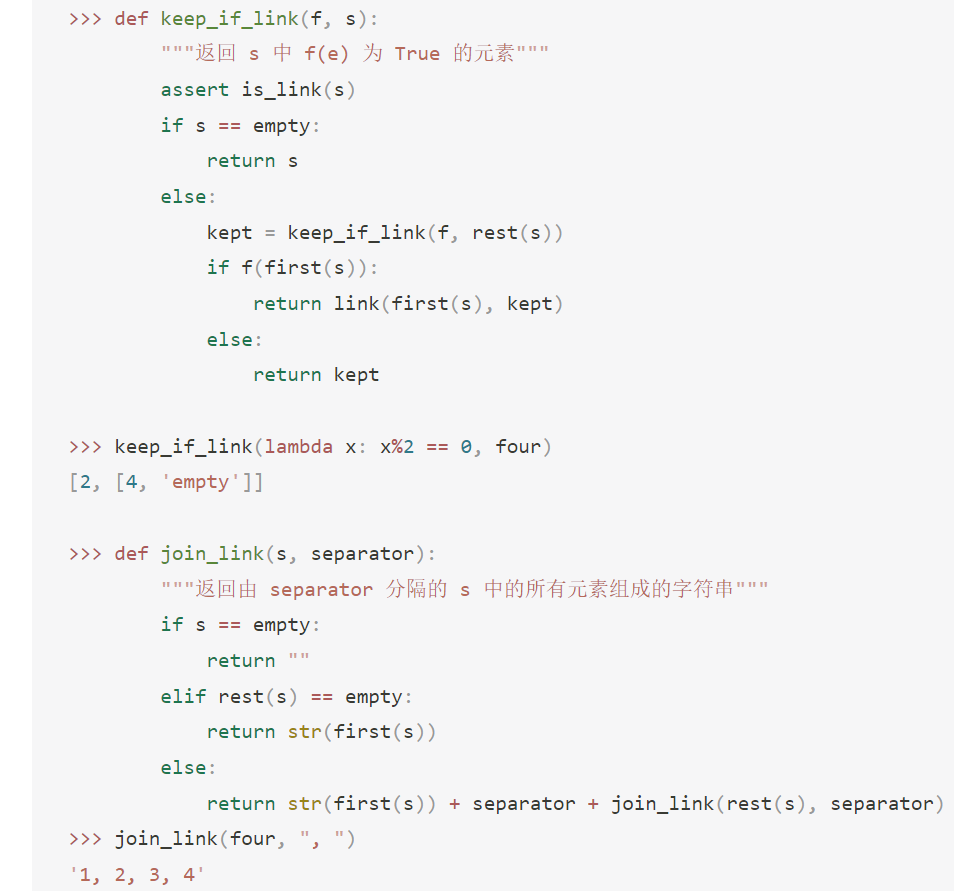 >>> def keep_if_link(f, s):
        """返回 s 中 f(e) 为 True 的元素"""
        assert is_link(s)
        if s == empty:
            return s
        else:
            kept = keep_if_link(f, rest(s))
            if f(first(s)):
                return link(first(s), kept)
            else:
                return kept

>>> keep_if_link(lambda x: x%2 == 0, four)
[2, [4, 'empty']]

>>> def join_link(s, separator):
        """返回由 separator 分隔的 s 中的所有元素组成的字符串"""
        if s == empty:
            return ""
        elif rest(s) == empty:
            return str(first(s))
        else:
            return str(first(s)) + separator + join_link(rest(s), separator)
>>> join_link(four, ", ")
'1, 2, 3, 4'